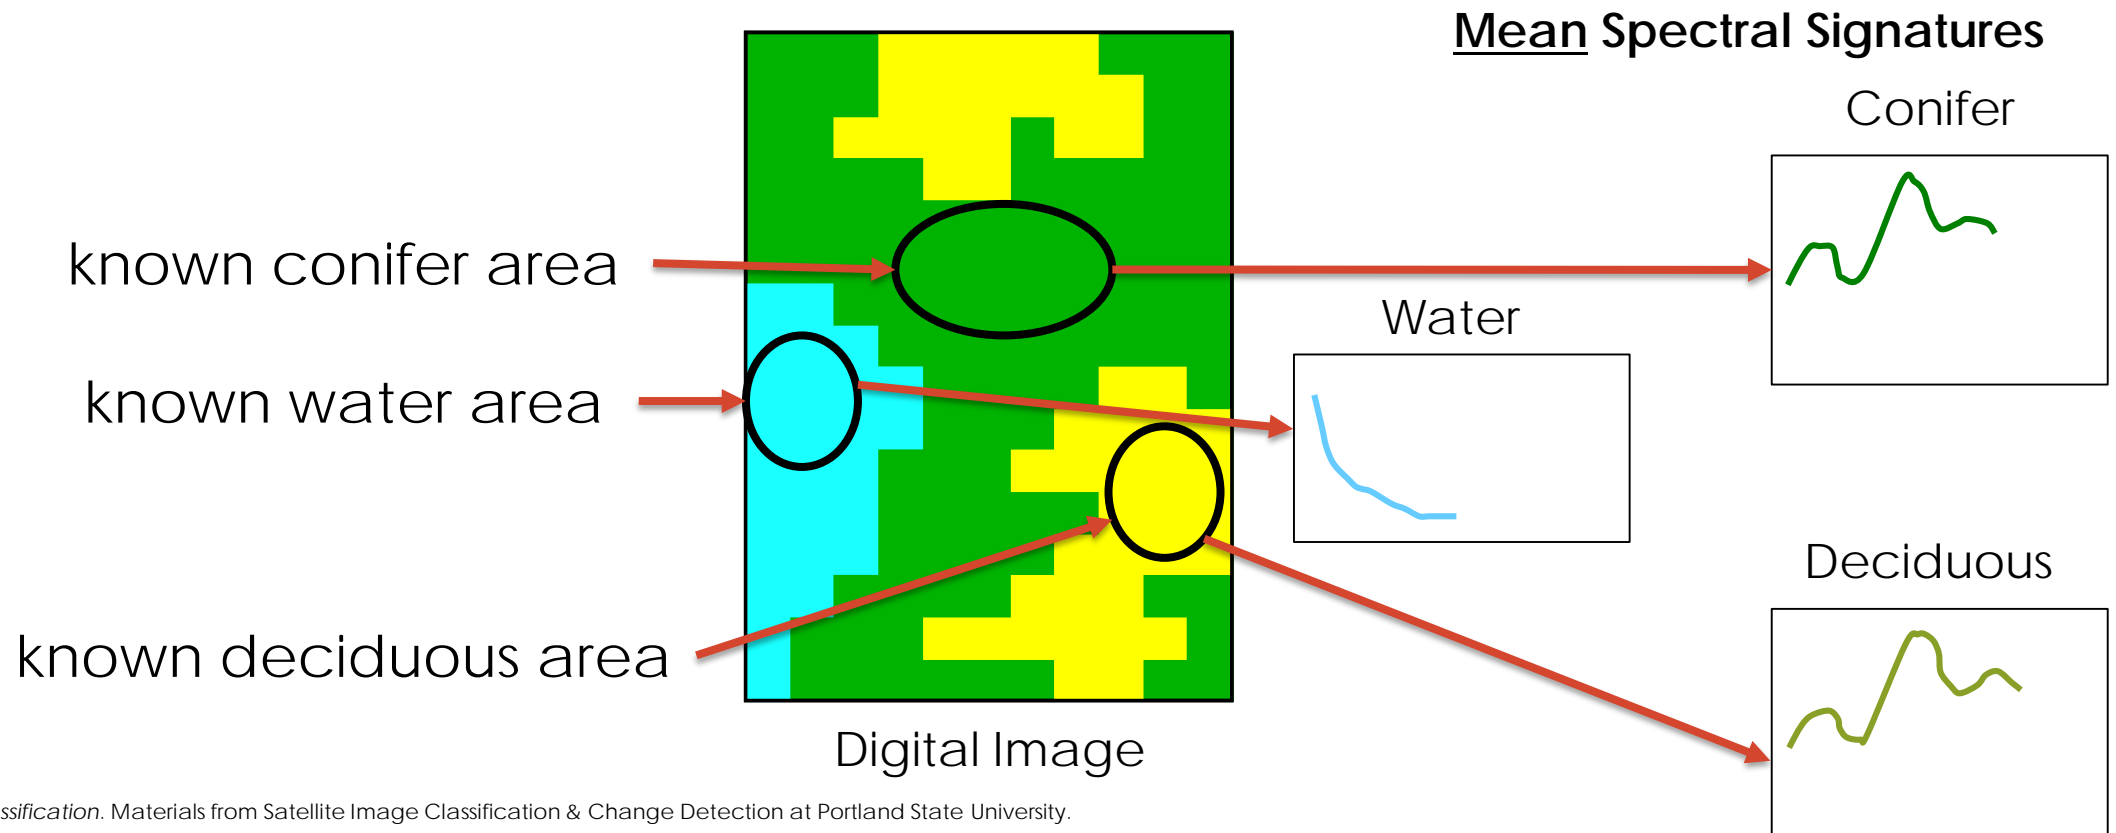 Mean Spectral Signatures
Conifer
known conifer area
Water
known water area
Deciduous
known deciduous area
Digital Image
ssification. Materials from Satellite Image Classification & Change Detection at Portland State University.